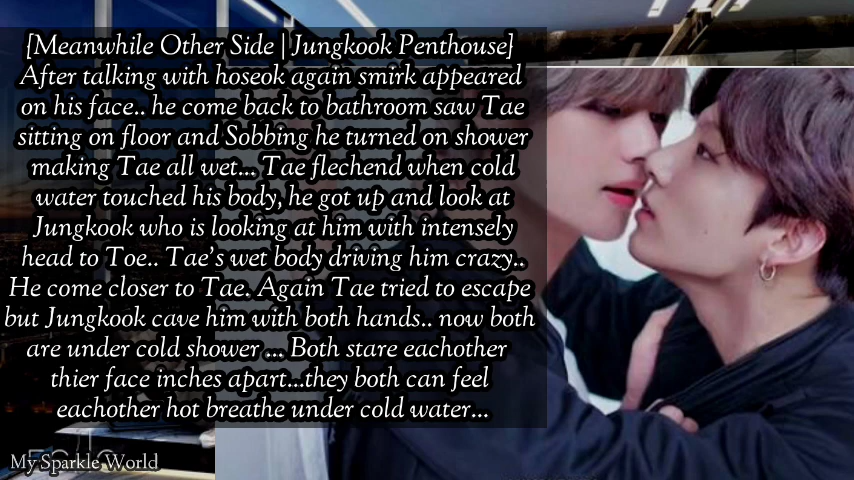 [Meanwhile Other Side | Jungkook Penthouse]
After talking with hoseok again smirk appeared
on his face.. he come back to bathroom saw Tae
sitting on floor and Sobbing he turned on shower
making Tae all wet... Tae flechend when cold
water touched his body, he got up and look at
Jungkook who is looking at him with intensely
head to Toe.. Tae's wet body driving him crazy..
He come closer to Tae. Again Tae tried to escape
but Jungkook cave him with both hands.. now both
are under cold shower ... Both stare eachother
thier face inches apart...they both can feel
eachother hot breathe under cold water...
My Sparkle World